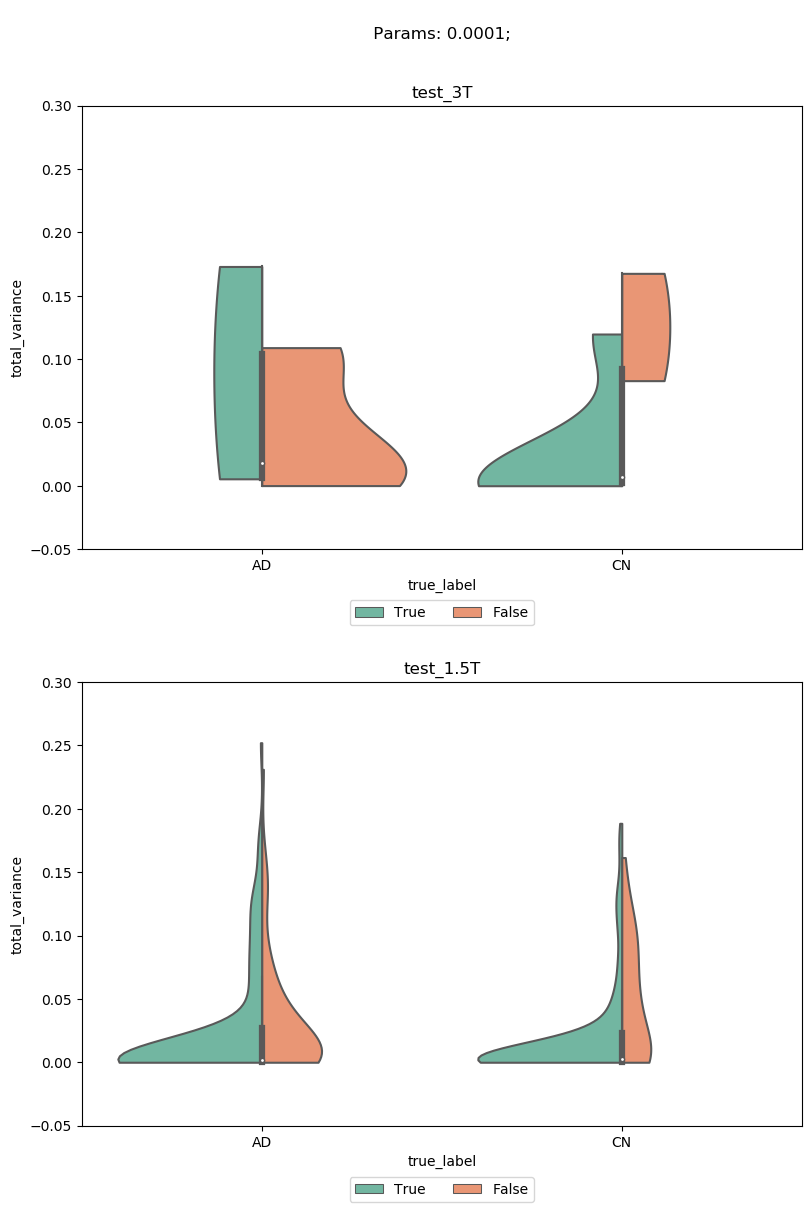 Params: 0.0001;
test_3T
0.30
0.25
0.20
0.15
0.10
0.05
0.00
−0.05
total_variance
AD CN
true_label
True False
test_1.5T
0.30
0.25
0.20
0.15
0.10
0.05
0.00
−0.05
total_variance
AD CN
true_label
True False